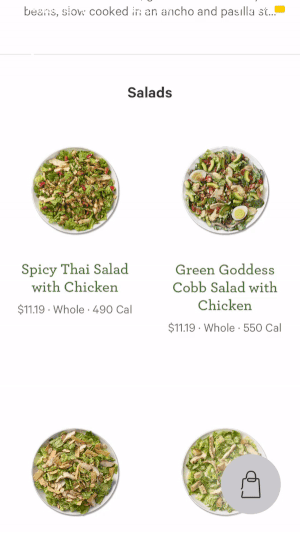 beans, slow cooked in an ancho and pasilla st...
Salads
Spicy Thai Salad
with Chicken
$11.19 · Whole · 490 Cal
Green Goddess
Cobb Salad with
Chicken
$11.19 · Whole · 550 Cal